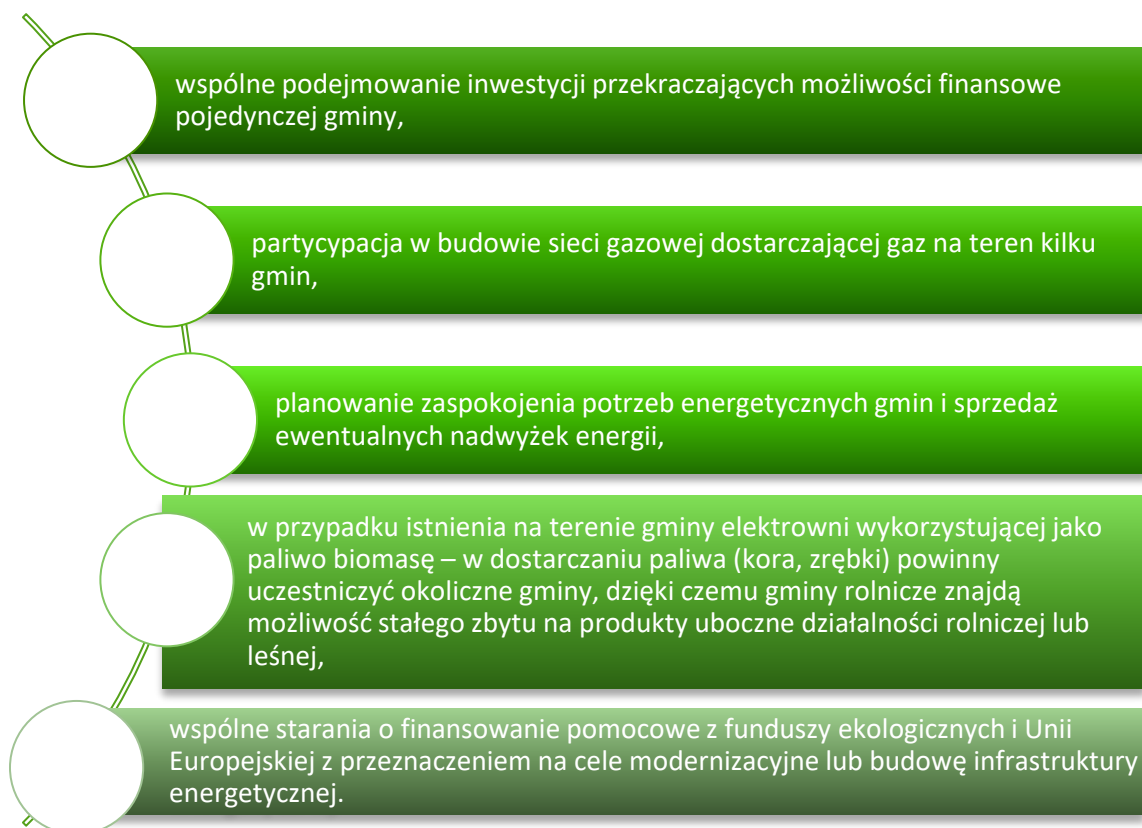 wspólne podejmowanie inwestycji przekraczających możliwości finansowe
pojedynczej gminy,
partycypacja w budowie sieci gazowej dostarczającej gaz na teren kilku
gmin,
planowanie zaspokojenia potrzeb energetycznych gmin i sprzedaż
ewentualnych nadwyżek energii,
w przypadku istnienia na terenie gminy elektrowni wykorzystującej jako
paliwo biomasę – w dostarczaniu paliwa (kora, zrębki) powinny
uczestniczyć okoliczne gminy, dzięki czemu gminy rolnicze znajdą
możliwość stałego zbytu na produkty uboczne działalności rolniczej lub
leśnej,
wspólne starania o finansowanie pomocowe z funduszy ekologicznych i Unii
Europejskiej z przeznaczeniem na cele modernizacyjne lub budowę infrastruktury
energetycznej.